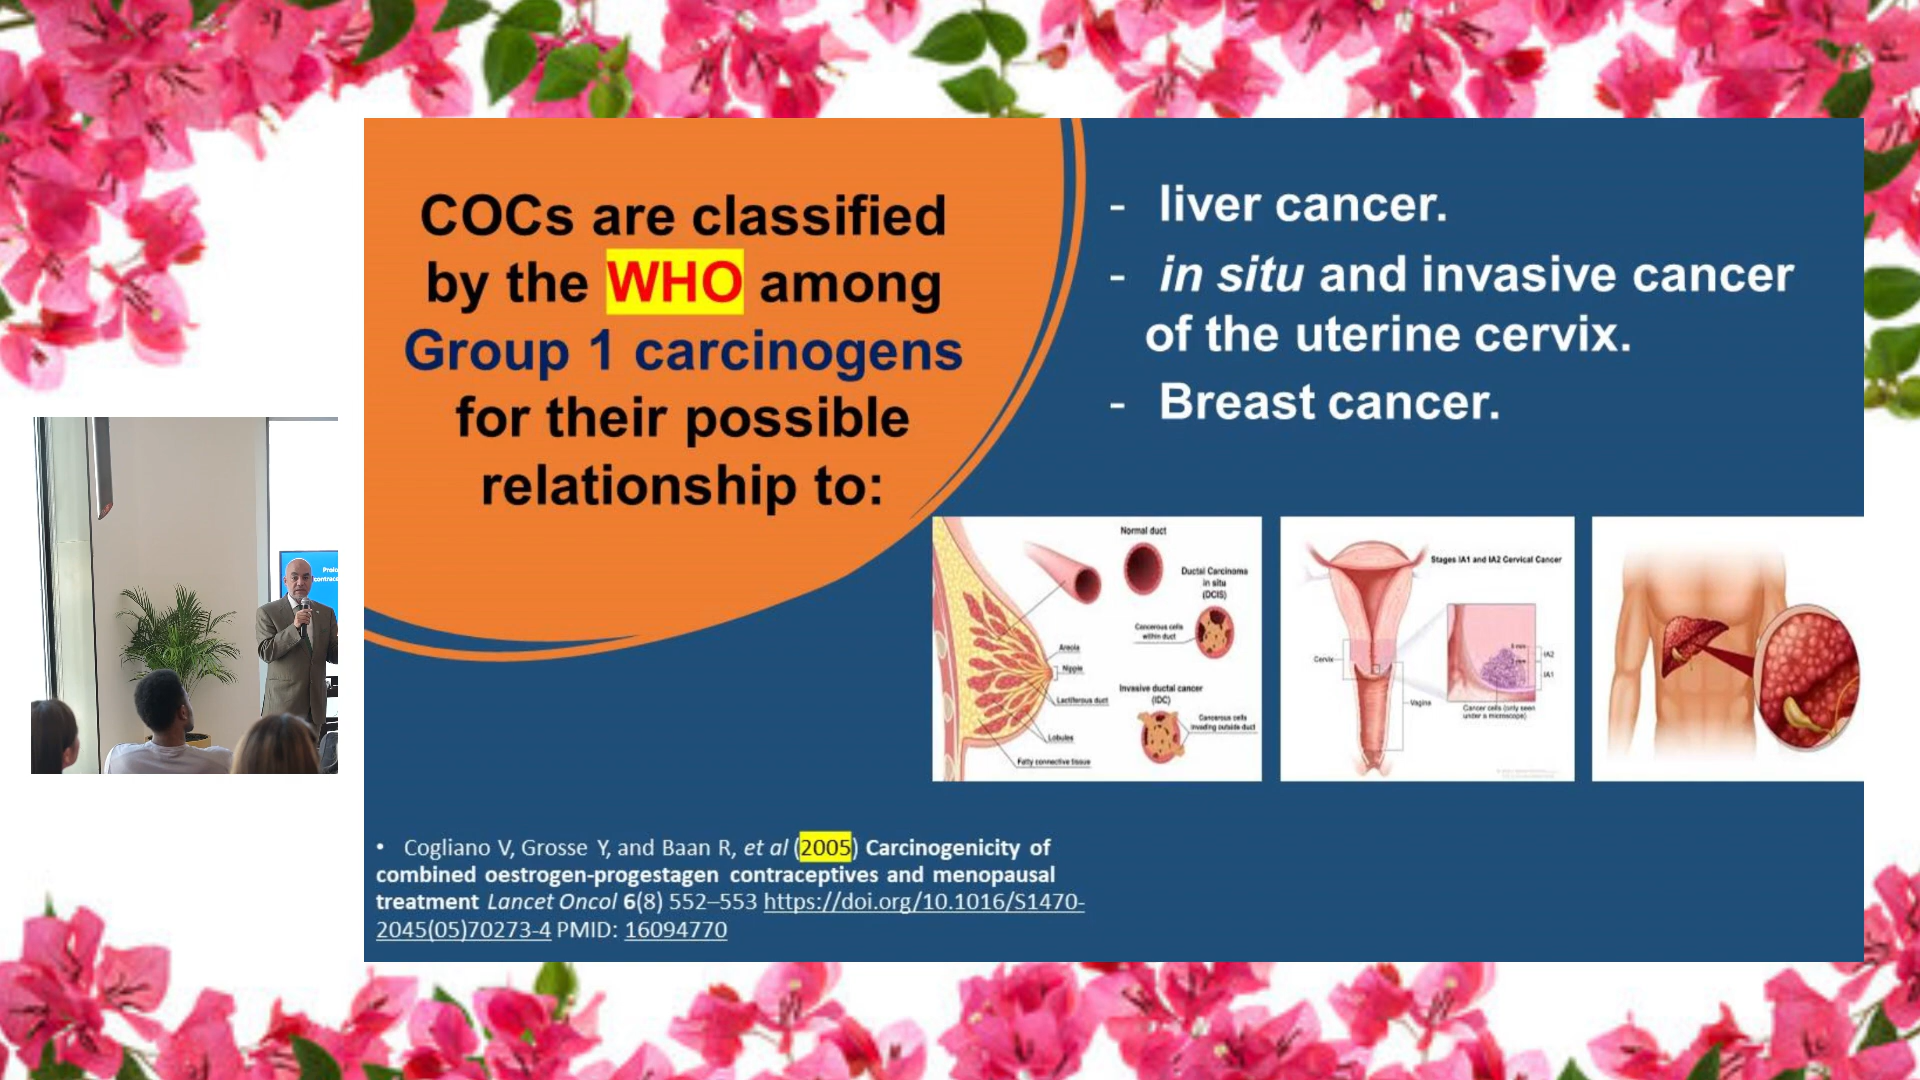 COCs are classified
by the WHO among
Group 1 carcinogens
for their possible
relationship to:
- liver cancer.
- in situ and invasive cancer
of the uterine cervix.
- Breast cancer.
Normal duct
Ductal Carcinoma
in situ
(DCIS)
Cancerous cells
within duct
Areola
Nipple
Lactiferous duct
Invasive ductal cancer
(IDC)
Cancerous cells
invading outside duct
Lobules
Fatty connective tissue
Stages IA1 and IA2 Cervical Cancer
Cervix
Vagina
IA2
IA1
Cancer cells (only seen
under a microscope)
• Cogliano V, Grosse Y, and Baan R, et al (2005) Carcinogenicity of
combined oestrogen-progestagen contraceptives and menopausal
treatment Lancet Oncol 6(8) 552–553 https://doi.org/10.1016/S1470-
2045(05)70273-4 PMID: 16094770